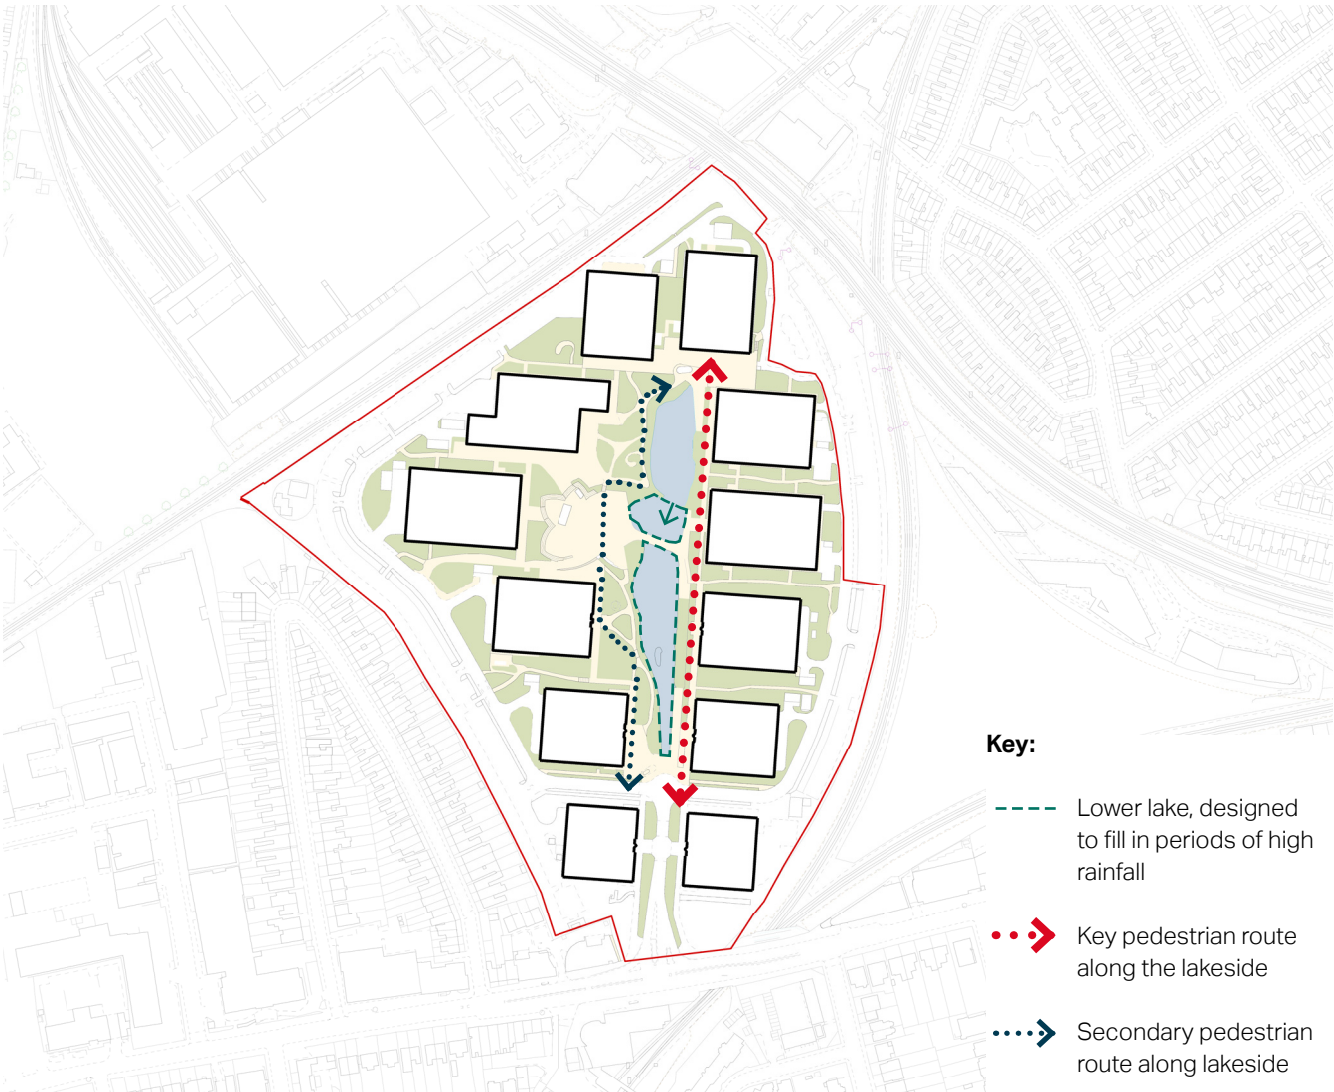 Key:
Lower lake, designed
to fill in periods of high
rainfall
Key pedestrian route
along the lakeside
Secondary pedestrian
route along lakeside